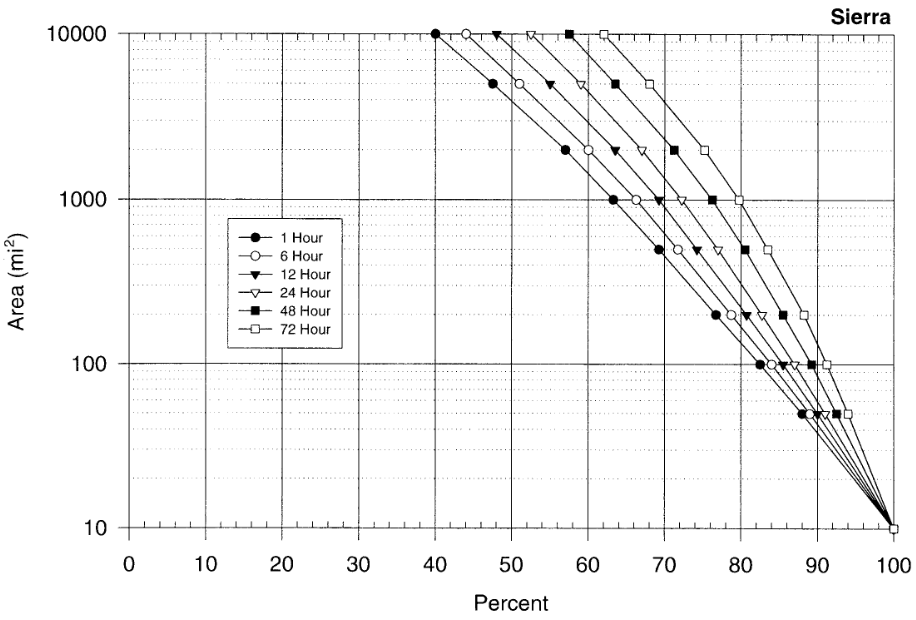 Sierra
10000
1000
100
10
Area (mi²)
1 Hour
6 Hour
12 Hour
24 Hour
48 Hour
72 Hour
0 10 20 30 40 50 60 70 80 90 100
Percent